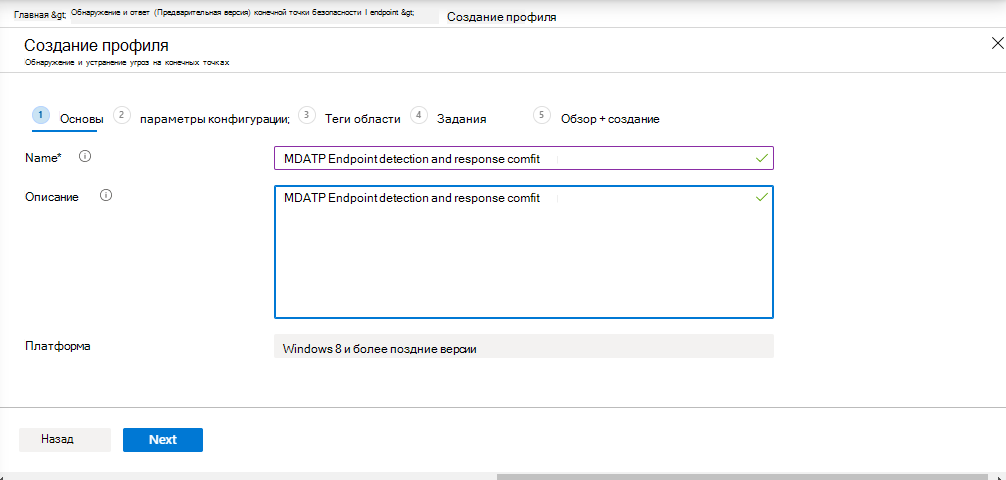 Главная &gt; Обнаружение и ответ (Предварительная версия) конечной точки безопасности | endpoint &gt; Создание профиля
Создание профиля
Обнаружение и устранение угроз на конечных точках
1 Основы 2 параметры конфигурации; 3 Теги области 4 Задания 5 Обзор + создание
Name*
MDATP Endpoint detection and response comfit
Описание
MDATP Endpoint detection and response comfit
Платформа
Windows 8 и более поздние версии
Назад Next